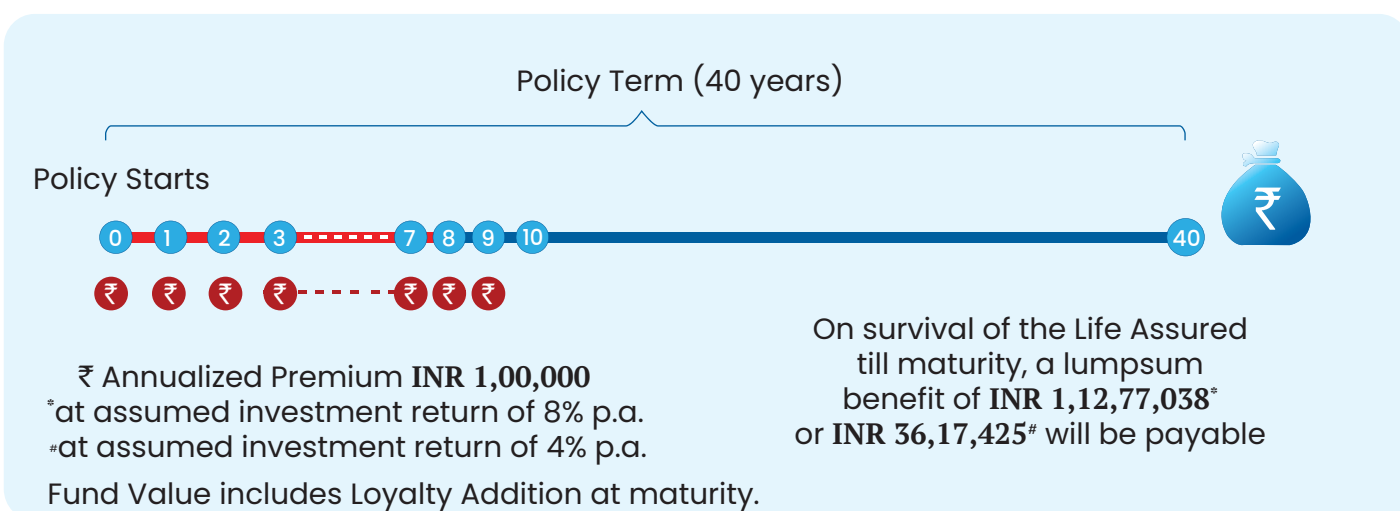 Policy Term (40 years)
Policy Starts
0 1 2 3 7 8 9 10 40
₹
₹ ₹ ₹ ₹ ₹ ₹ ₹
₹ Annualized Premium INR 1,00,000
*at assumed investment return of 8% p.a.
#at assumed investment return of 4% p.a.
Fund Value includes Loyalty Addition at maturity.
On survival of the Life Assured
till maturity, a lumpsum
benefit of INR 1,12,77,038*
or INR 36,17,425# will be payable